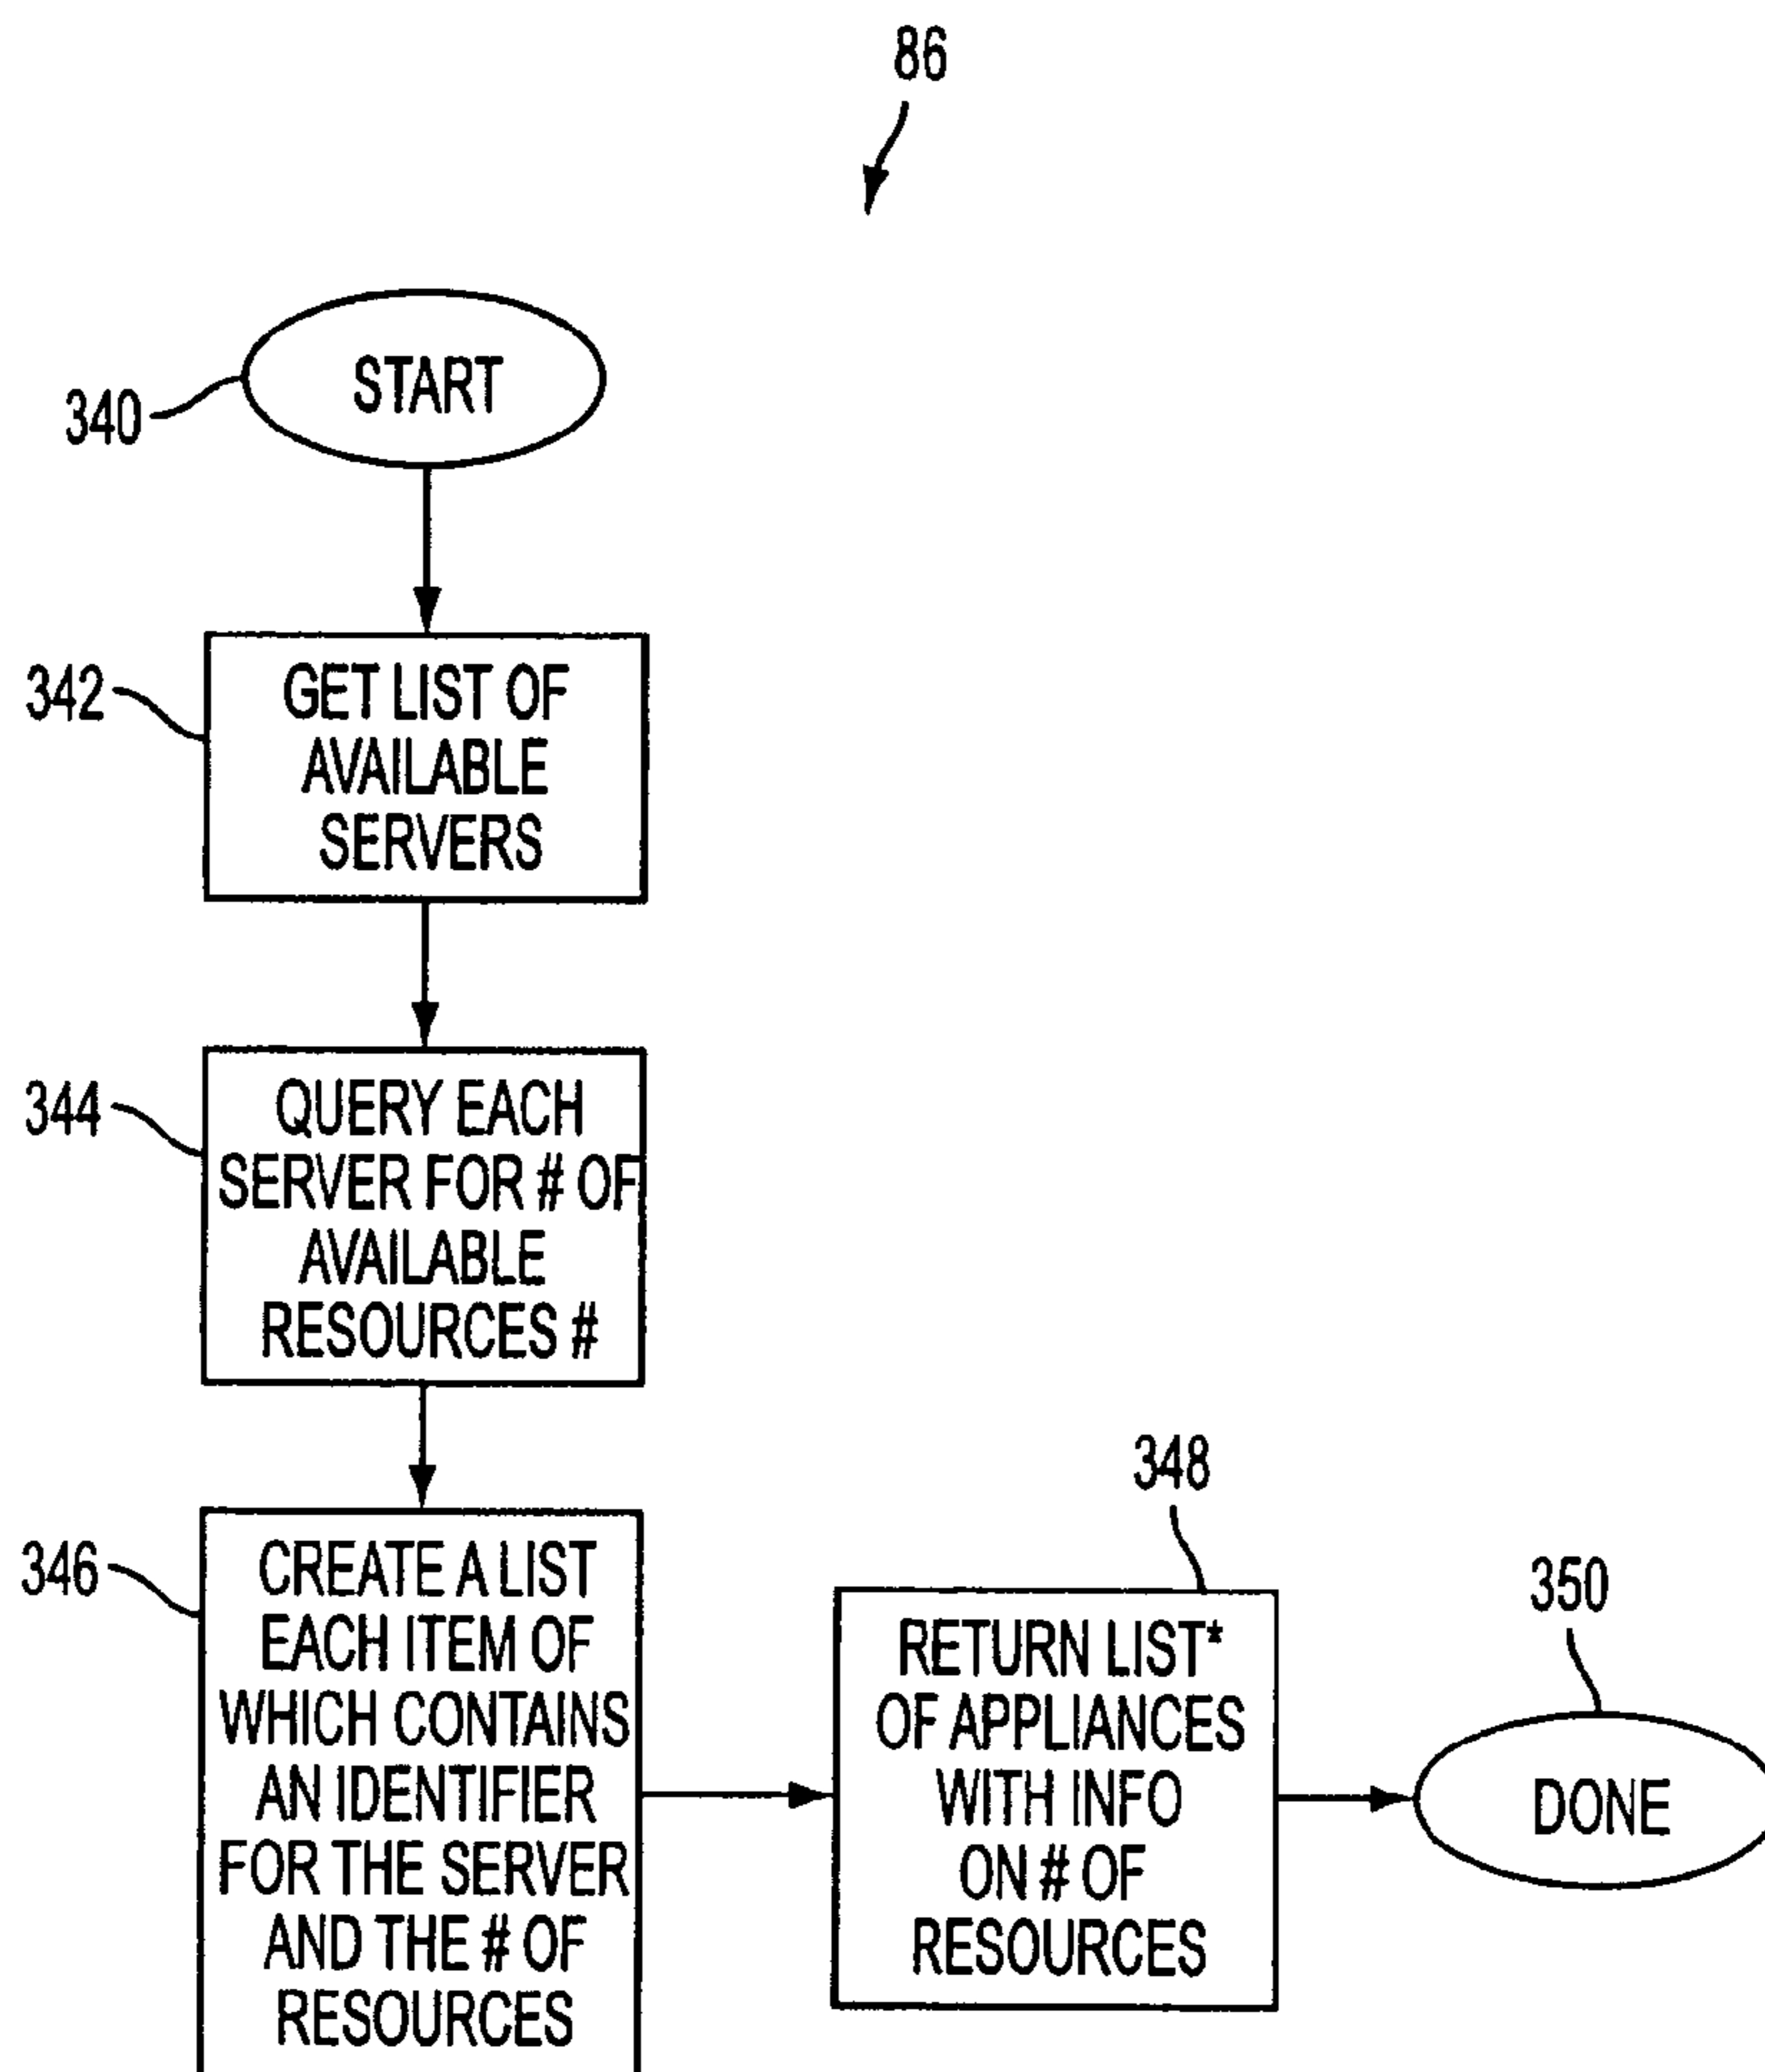 86
START
340
342
GET LIST OF
AVAILABLE
SERVERS
344
QUERY EACH
SERVER FOR # OF
AVAILABLE
RESOURCES #
346
CREATE A LIST
EACH ITEM OF
WHICH CONTAINS
AN IDENTIFIER
FOR THE SERVER
AND THE # OF
RESOURCES
348
RETURN LIST*
OF APPLIANCES
WITH INFO
ON # OF
RESOURCES
350
DONE